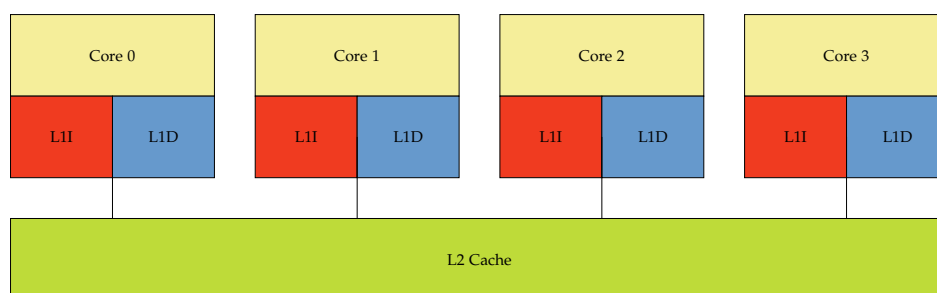 Core 0
Core 1
Core 2
Core 3
L1I
L1D
L1I
L1D
L1I
L1D
L1I
L1D
L2 Cache